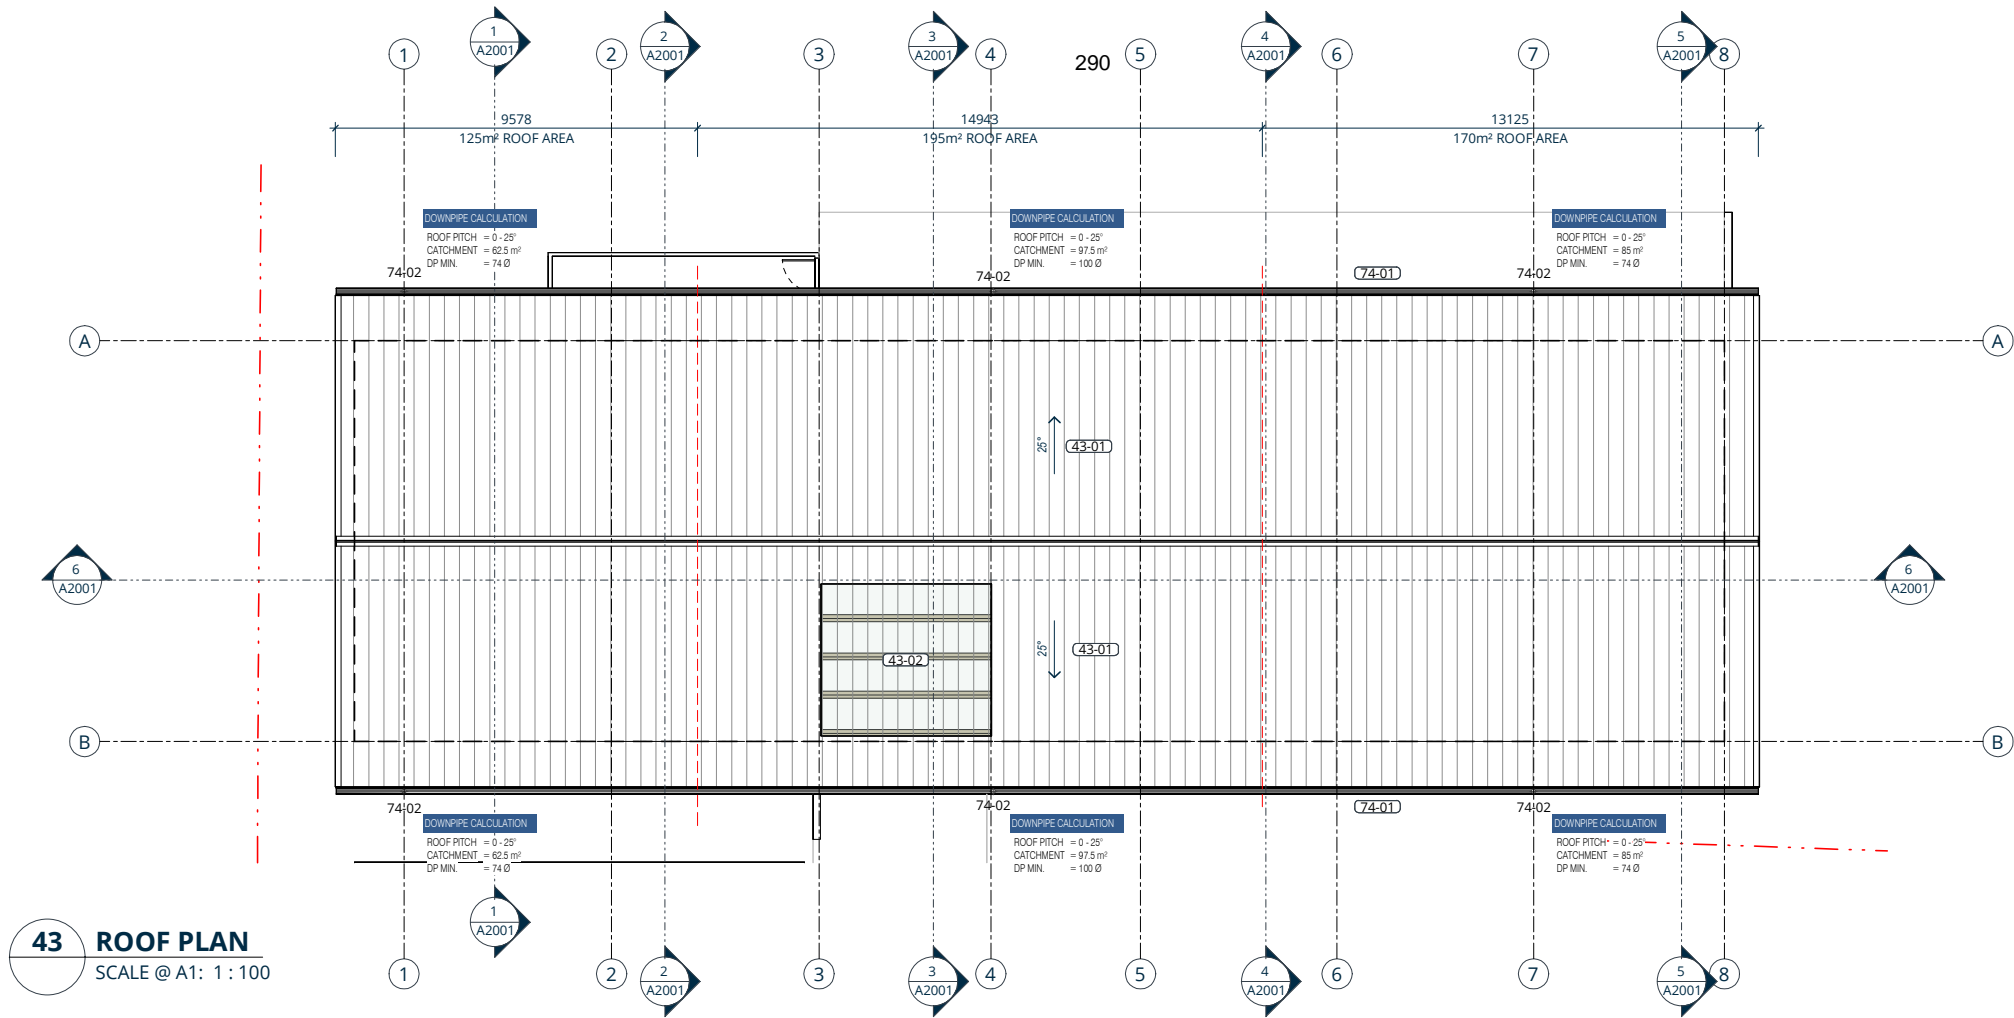 1
A2001
2
A2001
3
A2001
4
A2001
5
A2001
1
2
3
4
290
5
6
7
8
9578
125m² ROOF AREA
14943
195m² ROOF AREA
13125
170m² ROOF AREA
DOWNPIPE CALCULATION
ROOF PITCH = 0 - 25°
CATCHMENT = 62.5 m²
DP MIN. = 74 Ø
DOWNPIPE CALCULATION
ROOF PITCH = 0 - 25°
CATCHMENT = 97.5 m²
DP MIN. = 100 Ø
DOWNPIPE CALCULATION
ROOF PITCH = 0 - 25°
CATCHMENT = 85 m²
DP MIN. = 74 Ø
74-02
74-02
74-01
74-02
A
A
25°
43-01
6
A2001
6
A2001
25°
43-01
43-02
B
B
74-02
74-02
74-01
74-02
DOWNPIPE CALCULATION
ROOF PITCH = 0 - 25°
CATCHMENT = 62.5 m²
DP MIN. = 74 Ø
DOWNPIPE CALCULATION
ROOF PITCH = 0 - 25°
CATCHMENT = 97.5 m²
DP MIN. = 100 Ø
DOWNPIPE CALCULATION
ROOF PITCH = 0 - 25°
CATCHMENT = 85 m²
DP MIN. = 74 Ø
1
A2001
43 ROOF PLAN
SCALE @ A1: 1 : 100
1
2
2
A2001
3
3
A2001
4
5
4
A2001
6
7
5
A2001
8